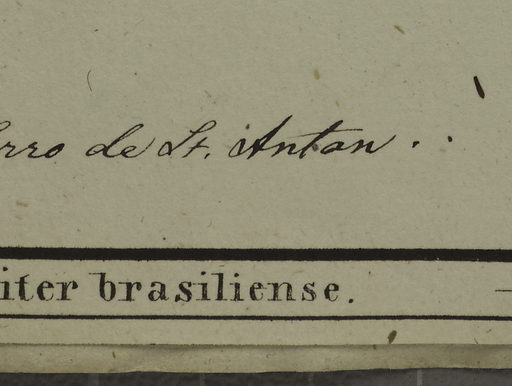 rro de St. Antan . .
iter brasiliense.